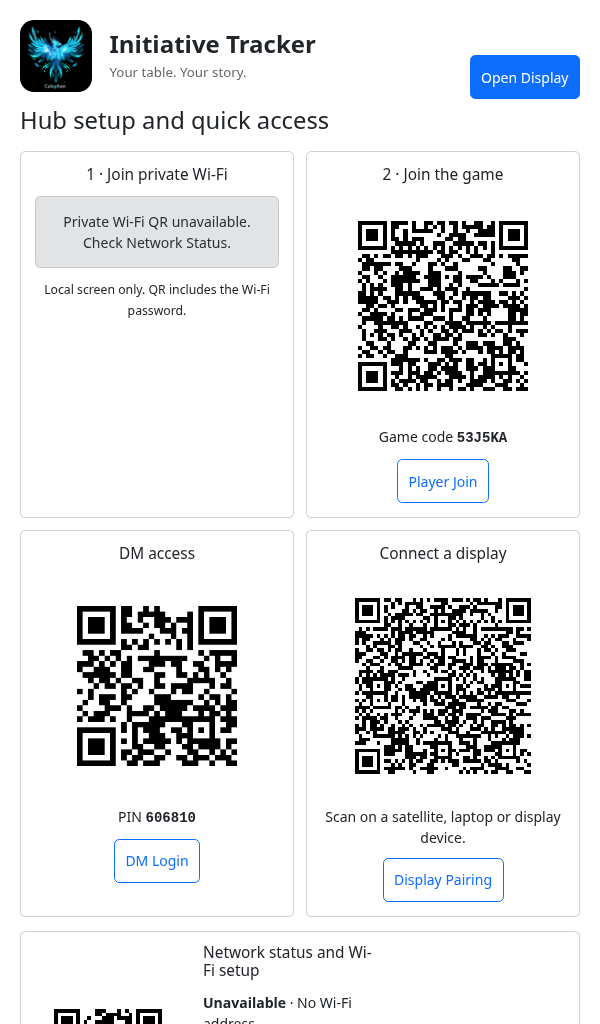 Initiative Tracker
Your table. Your story.
Open Display
Hub setup and quick access
1 · Join private Wi-Fi
Private Wi-Fi QR unavailable.
Check Network Status.
Local screen only. QR includes the Wi-Fi
password.
2 · Join the game
Game code 53J5KA
Player Join
DM access
PIN 606810
DM Login
Connect a display
Scan on a satellite, laptop or display
device.
Display Pairing
Network status and Wi-
Fi setup
Unavailable · No Wi-Fi
address